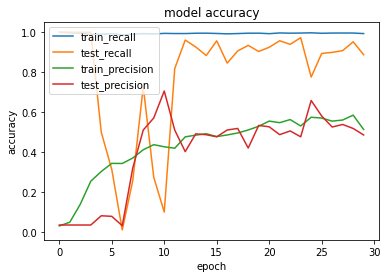 model accuracy
1.0
0.8
0.6
0.4
0.2
0.0
accuracy
train_recall
test_recall
train_precision
test_precision
0 5 10 15 20 25 30
epoch